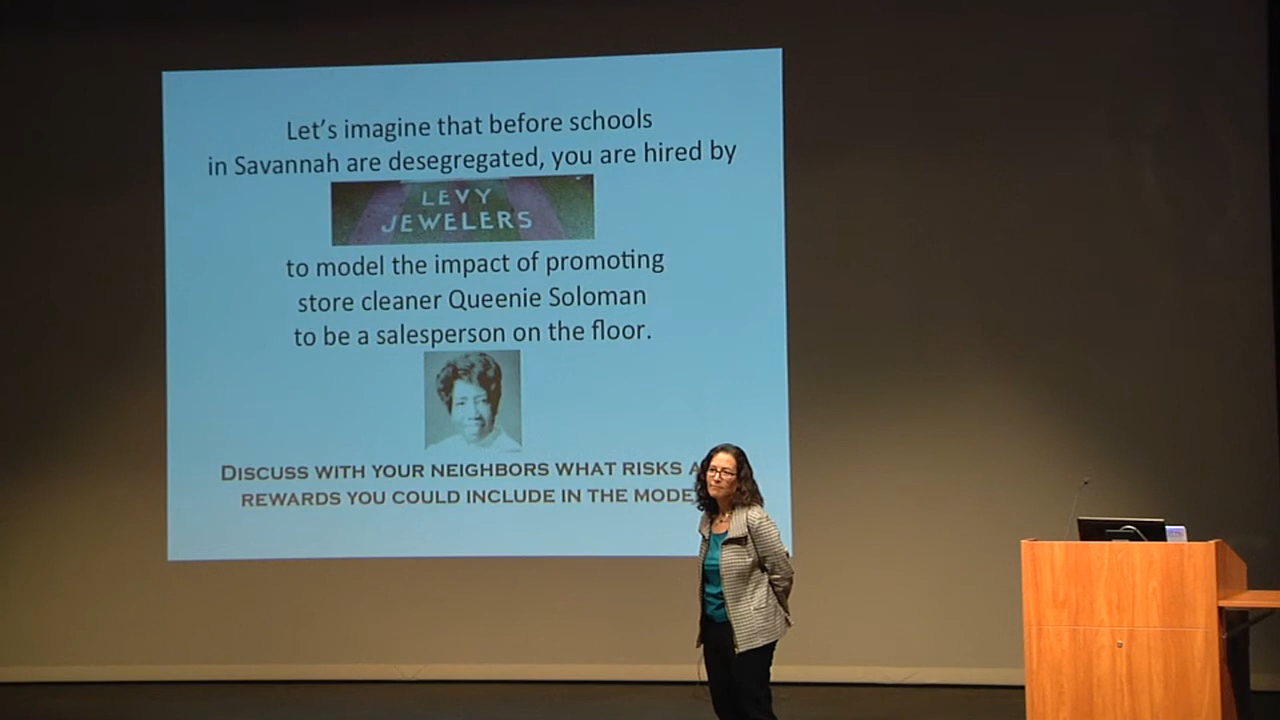 Let's imagine that before schools
in Savannah are desegregated, you are hired by
LEVY
JEWELERS
to model the impact of promoting
store cleaner Queenie Soloman
to be a salesperson on the floor.
DISCUSS WITH YOUR NEIGHBORS WHAT RISKS
REWARDS YOU COULD INCLUDE IN THE